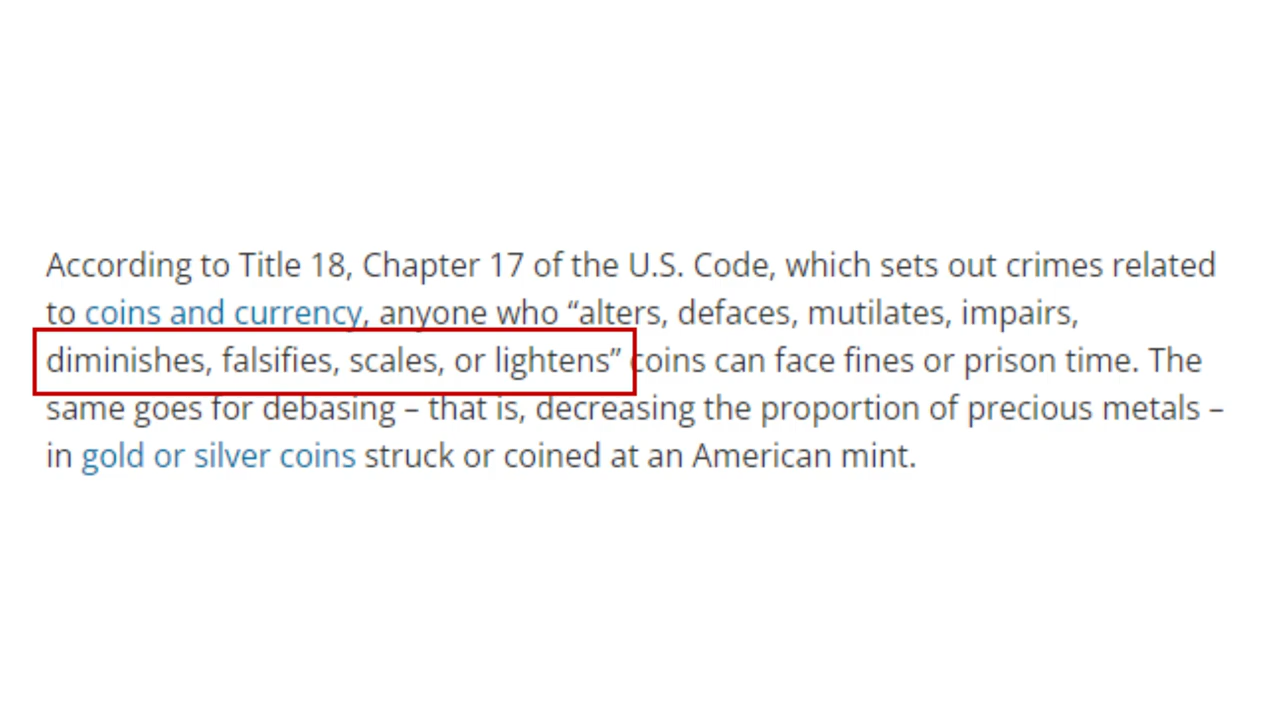 According to Title 18, Chapter 17 of the U.S. Code, which sets out crimes related
to coins and currency, anyone who “alters, defaces, mutilates, impairs,
diminishes, falsifies, scales, or lightens” coins can face fines or prison time. The
same goes for debasing – that is, decreasing the proportion of precious metals –
in gold or silver coins struck or coined at an American mint.